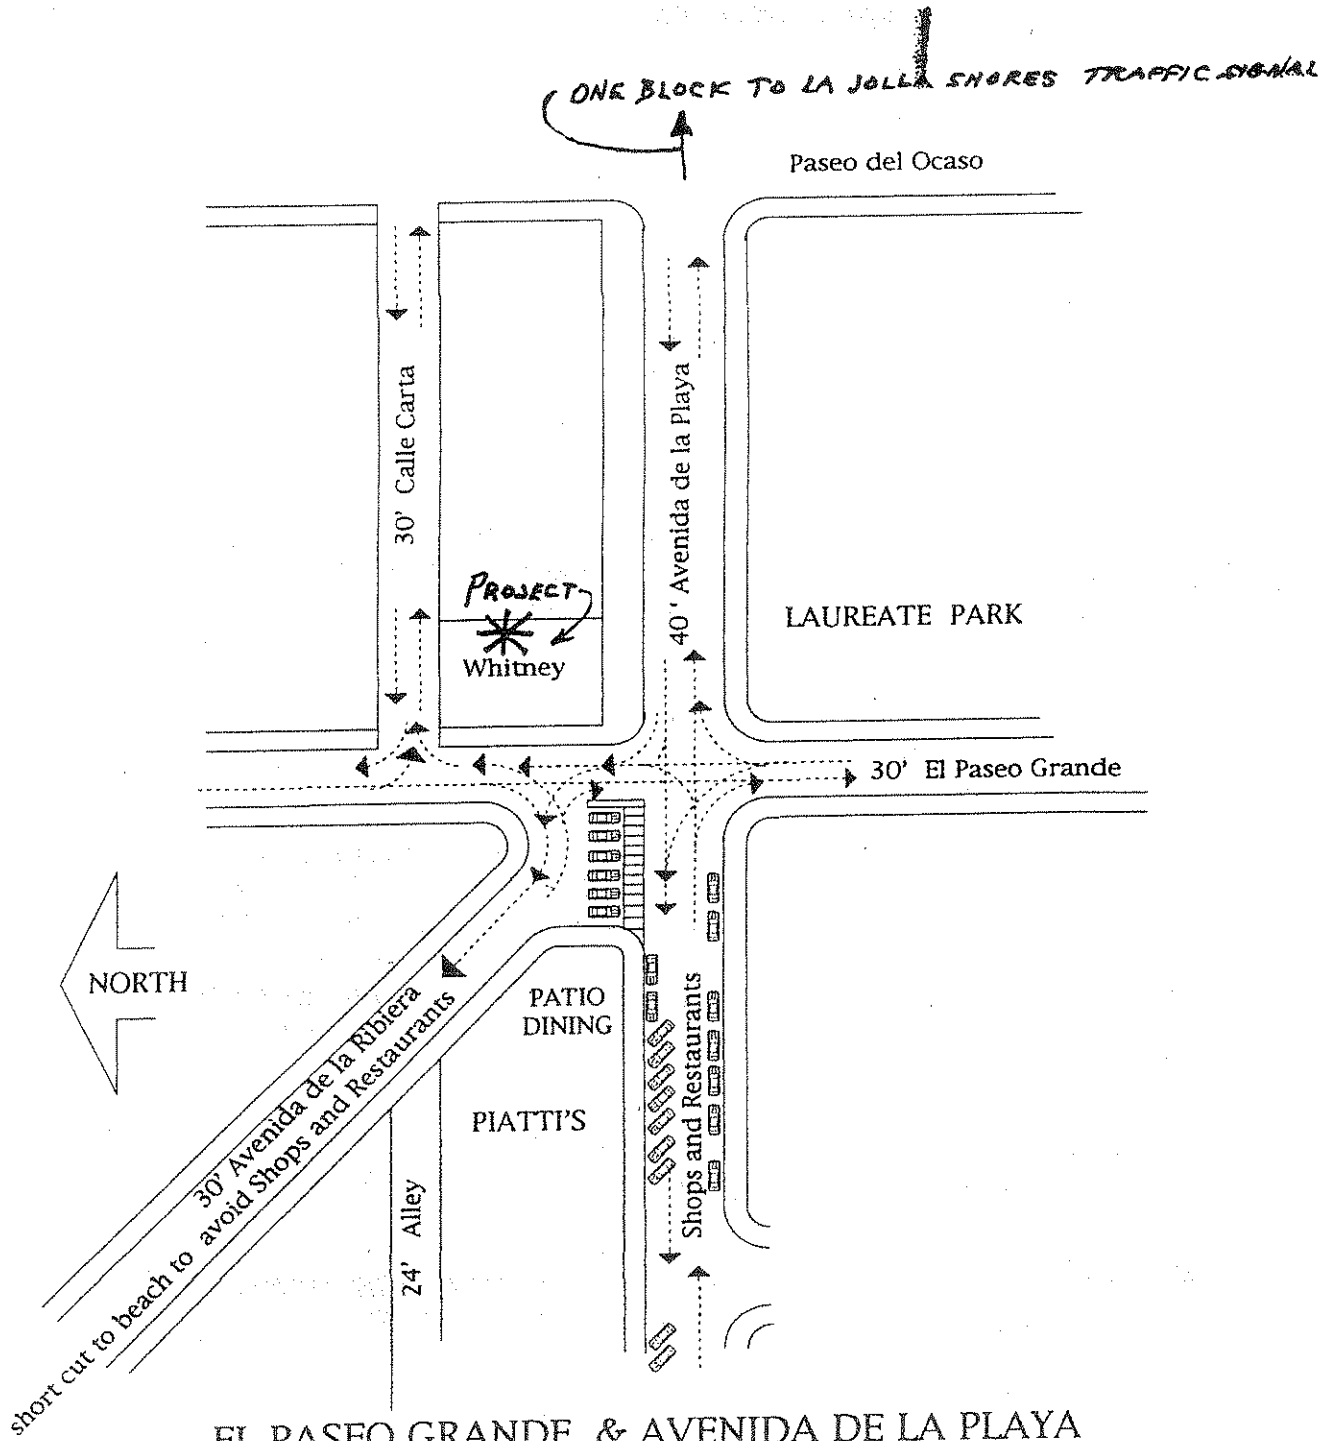 ONE BLOCK TO LA JOLLA SHORES TRAFFIC SIGNAL
Paseo del Ocaso
30' Calle Carta
40' Avenida de la Playa
PROJECT
Whitney
LAUREATE PARK
30' El Paseo Grande
NORTH
PATIO
DINING
PIATTI'S
Shops and Restaurants
30' Avenida de la Ribiera
short cut to beach to avoid Shops and Restaurants
24' Alley
EL PASEO GRANDE & AVENIDA DE LA PLAYA